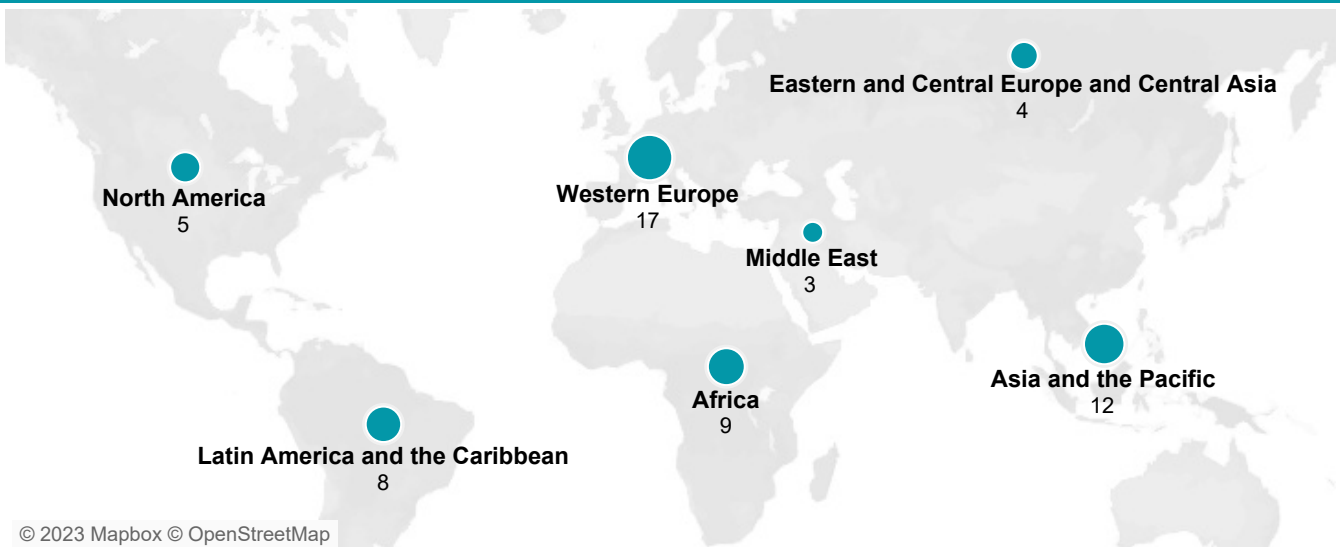 Eastern and Central Europe and Central Asia
4
North America
5
Western Europe
17
Middle East
3
Asia and the Pacific
12
Africa
9
Latin America and the Caribbean
8
© 2023 Mapbox © OpenStreetMap